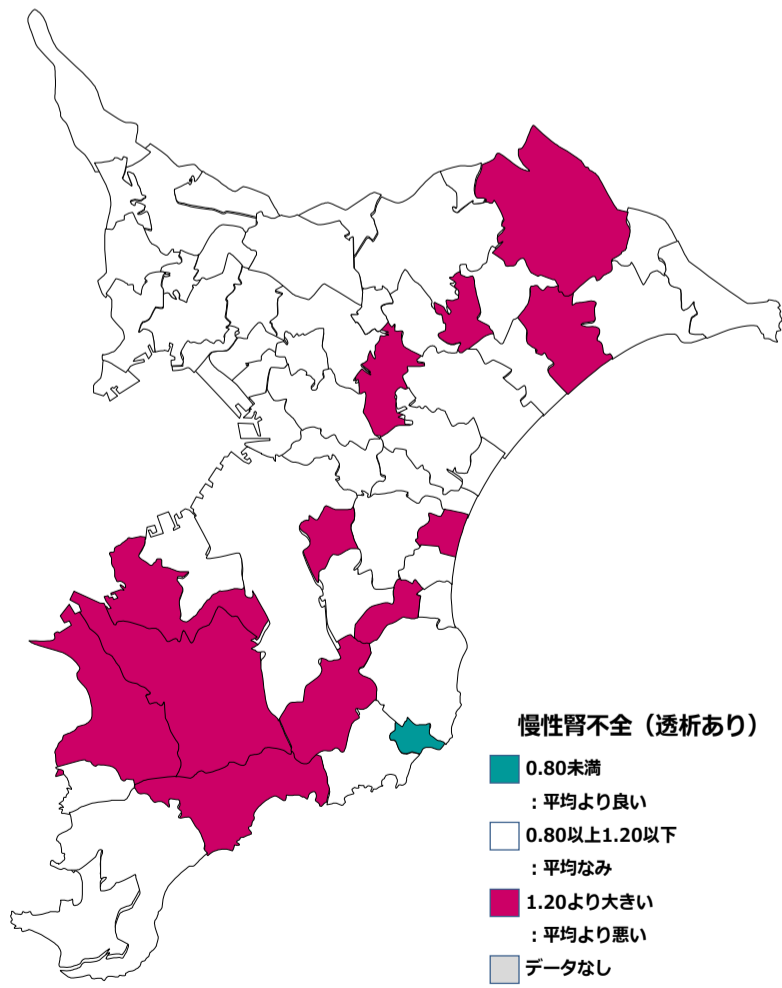 慢性腎不全（透析あり）
0.80未満
：平均より良い
0.80以上1.20以下
：平均なみ
1.20より大きい
：平均より悪い
データなし